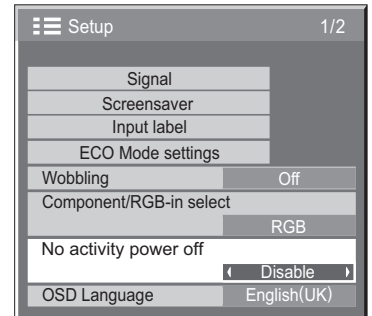 Setup 1/2
Signal
Screensaver
Input label
ECO Mode settings
Wobbling Off
Component/RGB-in select
RGB
No activity power off
Disable
OSD Language English(UK)